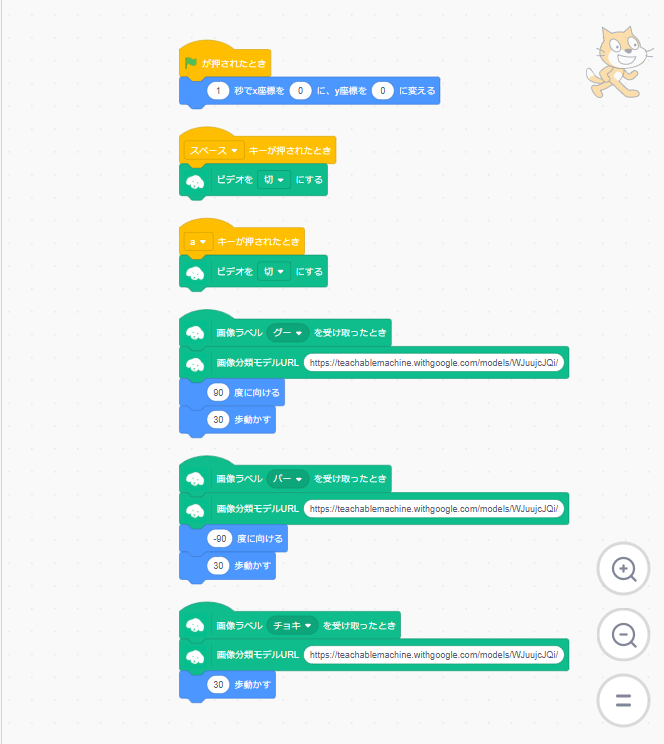 が押されたとき
1 秒でx座標を 0 に、y座標を 0 に変える
スペース キーが押されたとき
ビデオを 切 にする
a キーが押されたとき
ビデオを 切 にする
画像ラベル グー を受け取ったとき
画像分類モデルURL https://teachablemachine.withgoogle.com/models/WJuujcJQi/
90 度に向ける
30 歩動かす
画像ラベル パー を受け取ったとき
画像分類モデルURL https://teachablemachine.withgoogle.com/models/WJuujcJQi/
-90 度に向ける
30 歩動かす
画像ラベル チョキ を受け取ったとき
画像分類モデルURL https://teachablemachine.withgoogle.com/models/WJuujcJQi/
30 歩動かす